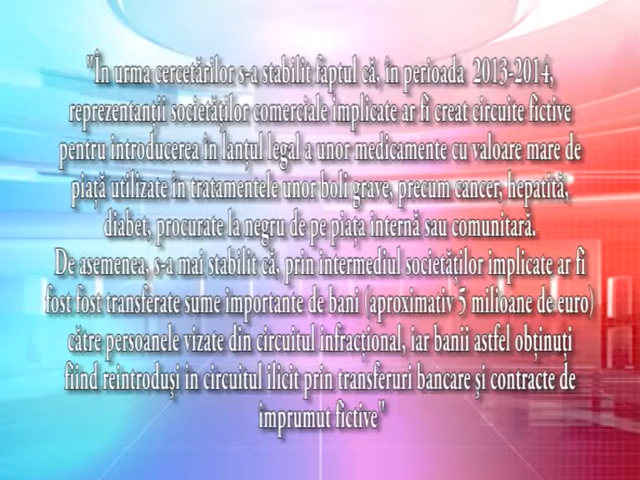 "În urma cercetărilor s-a stabilit faptul că, în perioada 2013-2014,
reprezentanții societăților comerciale implicate ar fi creat circuite fictive
pentru introducerea în lanțul legal a unor medicamente cu valoare mare de
piață utilizate în tratamentele unor boli grave, precum cancer, hepatită,
diabet, procurate la negru de pe piața internă sau comunitară.
De asemenea, s-a mai stabilit că, prin intermediul societăților implicate ar fi
fost fost transferate sume importante de bani (aproximativ 5 milioane de euro)
către persoanele vizate din circuitul infracțional, iar banii astfel obținuți
fiind reintroduși în circuitul ilicit prin transferuri bancare și contracte de
împrumut fictive"